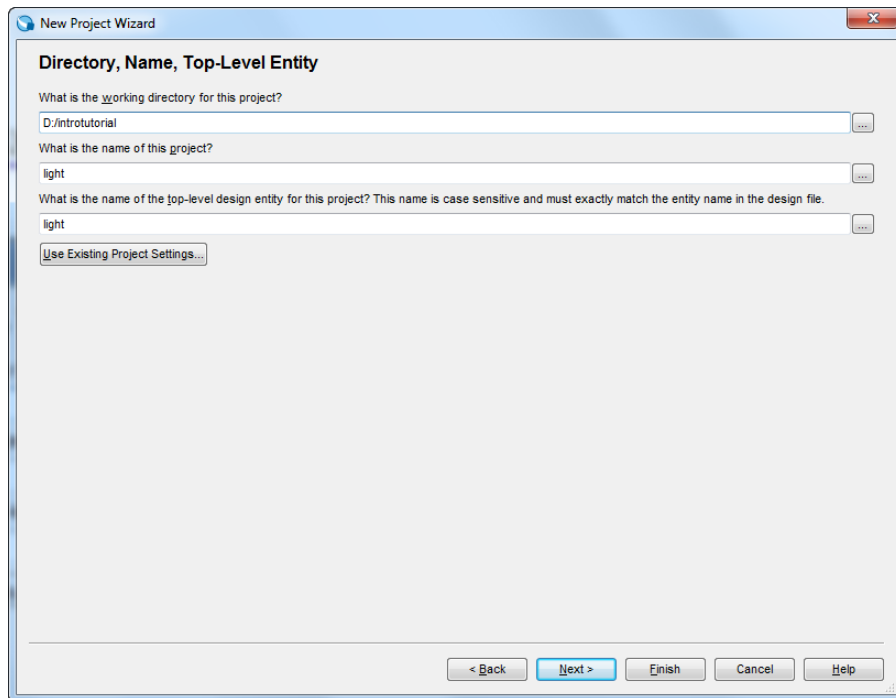 New Project Wizard
Directory, Name, Top-Level Entity
What is the working directory for this project?
D:/introtutorial
...
What is the name of this project?
light
...
What is the name of the top-level design entity for this project? This name is case sensitive and must exactly match the entity name in the design file.
light
...
Use Existing Project Settings...
< Back Next > Finish Cancel Help